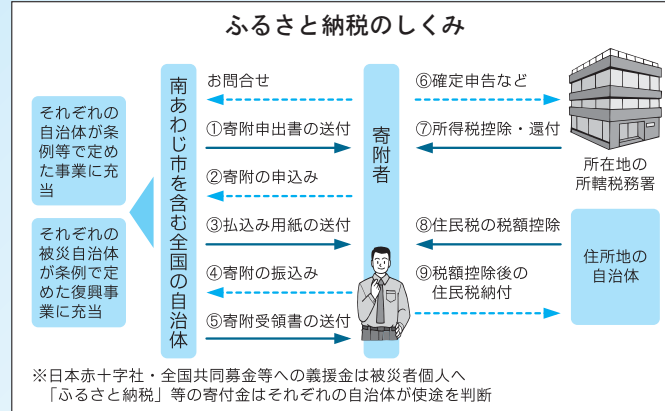 ふるさと納税のしくみ
それぞれの
自治体が条
例等で定め
た事業に充
当
それぞれの
被災自治体
が条例で定
めた復興事
業に充当
南あわじ市を含む全国の自治体
お問合せ
①寄附申出書の送付
②寄附の申込み
③払込み用紙の送付
④寄附の振込み
⑤寄附受領書の送付
寄附者
⑥確定申告など
⑦所得税控除・還付
⑧住民税の税額控除
⑨税額控除後の
住民税納付
所在地の
所轄税務署
住所地の
自治体
※日本赤十字社・全国共同募金等への義援金は被災者個人へ
「ふるさと納税」等の寄付金はそれぞれの自治体が使途を判断